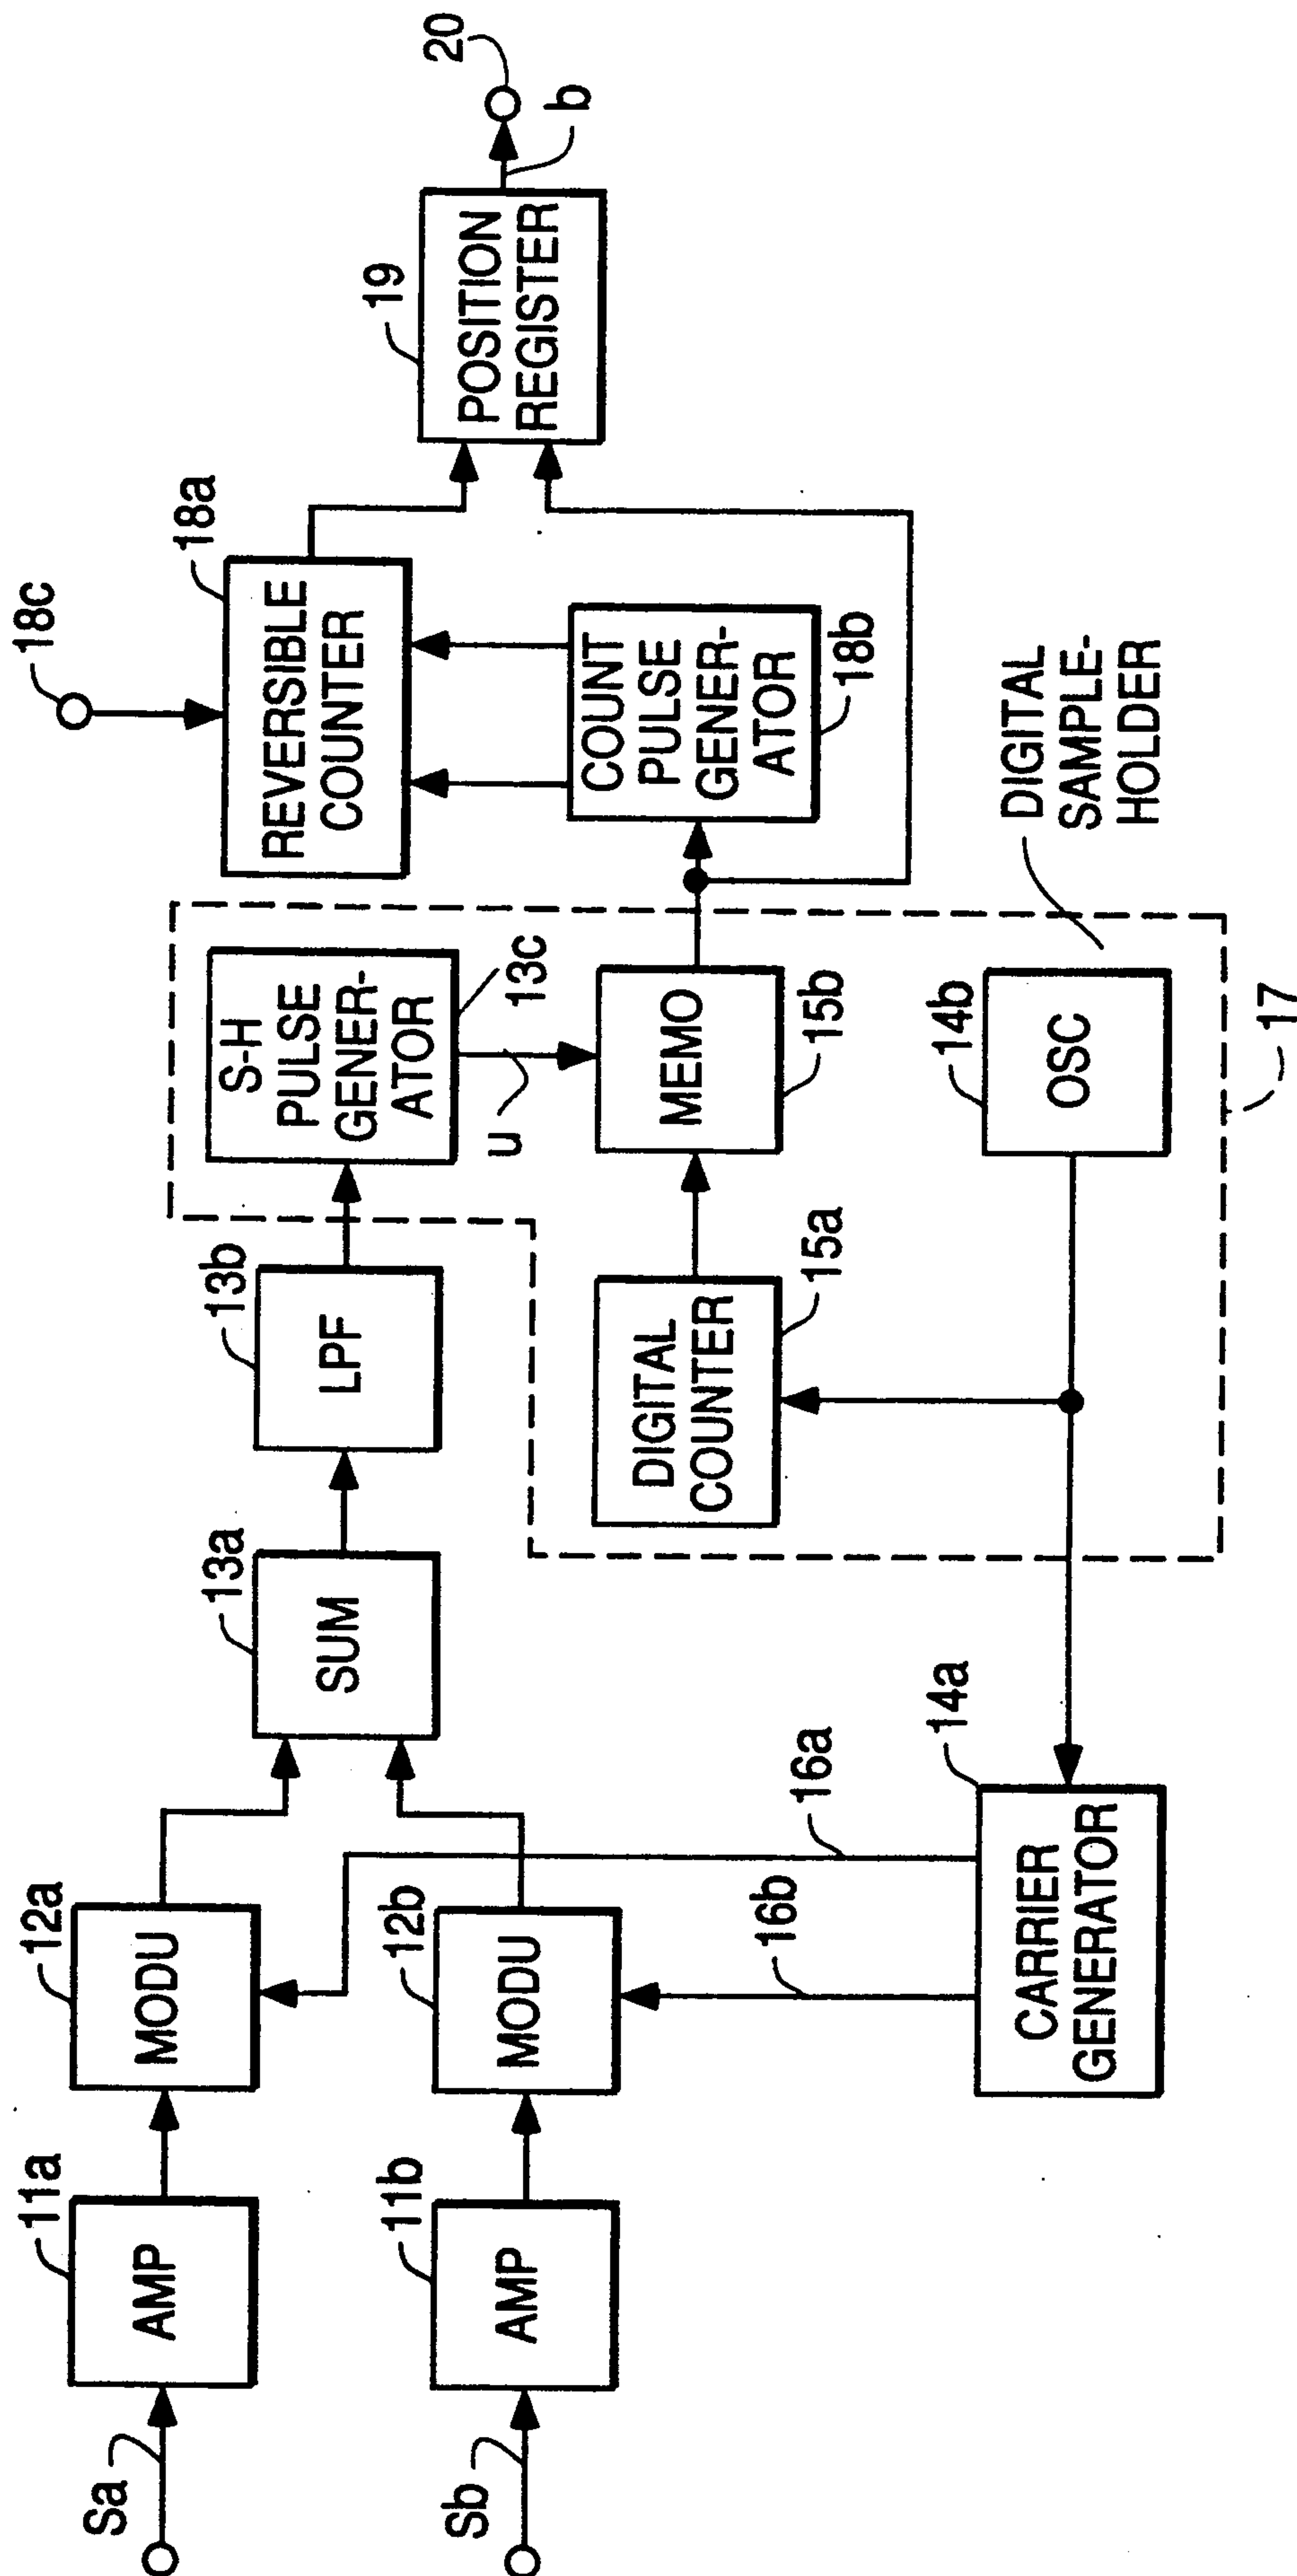 Sa
11a
AMP
12a
MODU
Sb
11b
AMP
12b
MODU
13a
SUM
13b
LPF
S-H
PULSE
GENER-
ATOR
13c
u
18c
REVERSIBLE
COUNTER
18a
19
POSITION
REGISTER
20
b
16a
16b
14a
CARRIER
GENERATOR
DIGITAL
COUNTER
15a
MEMO
15b
COUNT
PULSE
GENER-
ATOR
18b
14b
OSC
DIGITAL
SAMPLE-
HOLDER
17